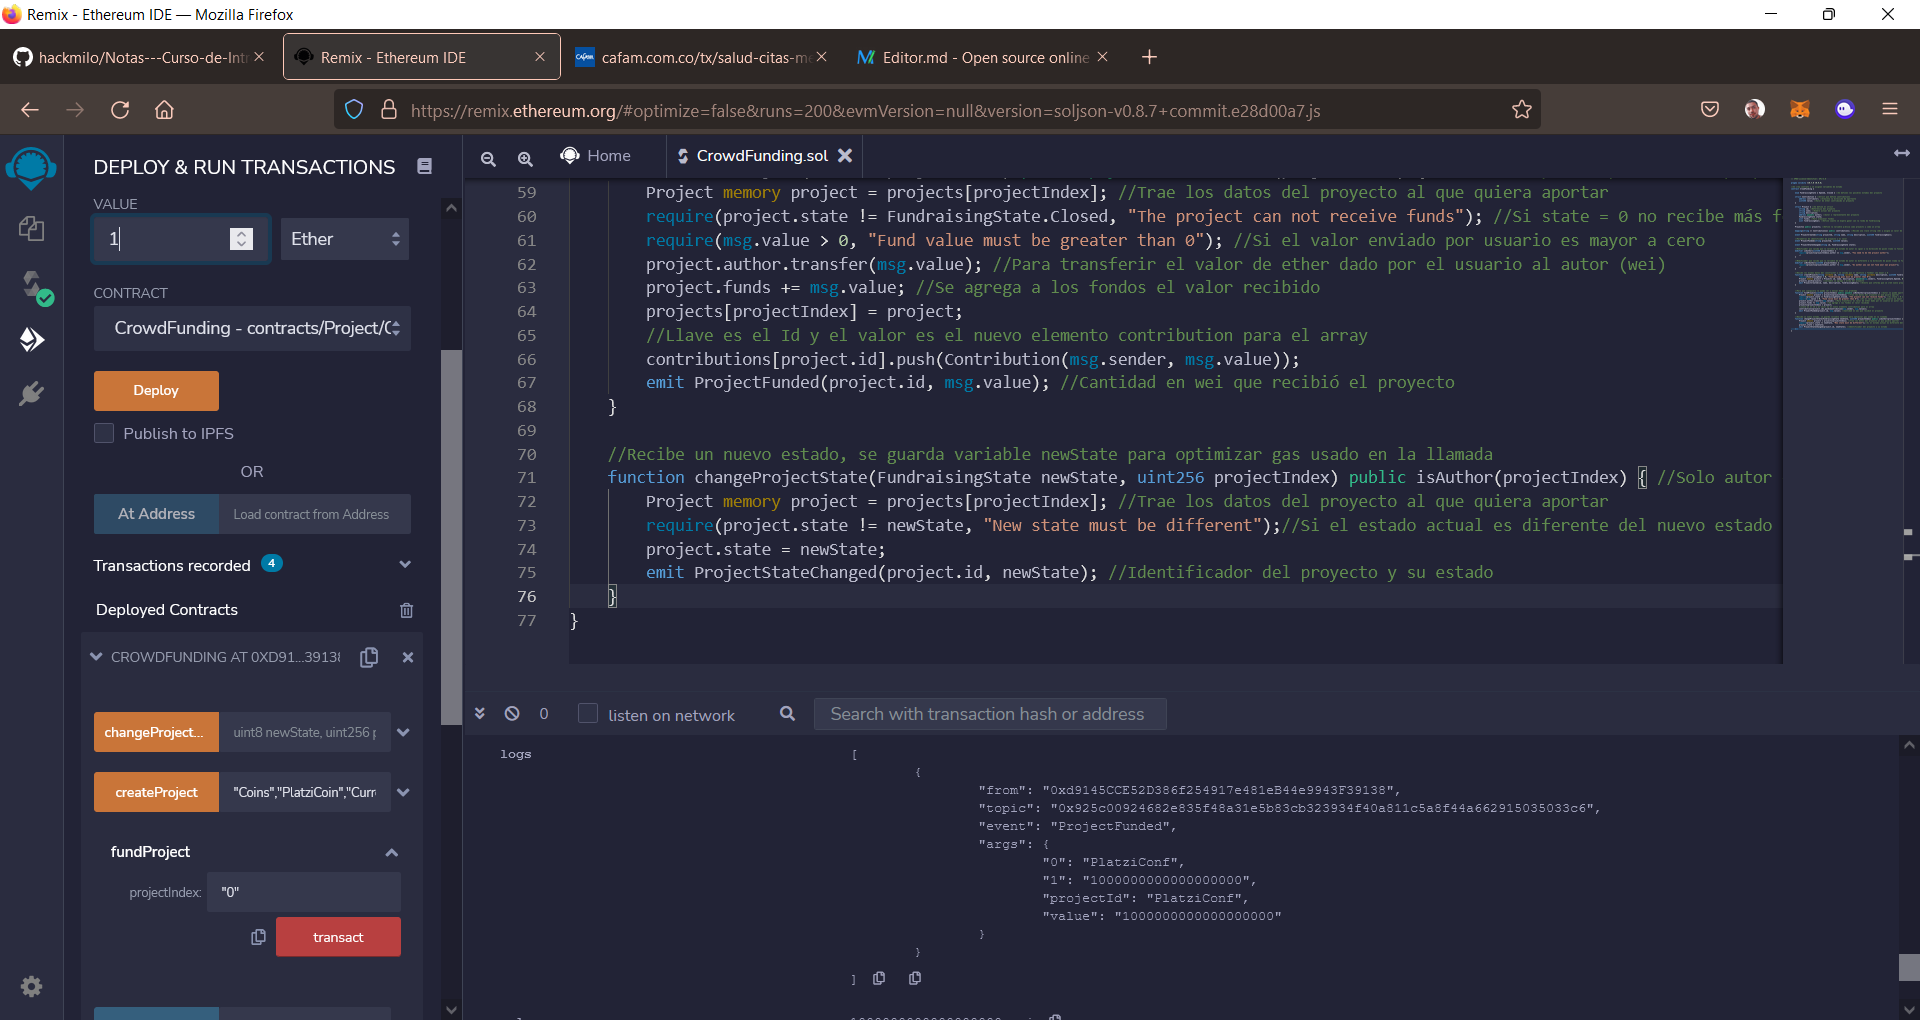 Remix - Ethereum IDE — Mozilla Firefox
hackmilo/Notas---Curso-de-Intr
Remix - Ethereum IDE
cafam.com.co/tx/salud-citas-me
Editor.md - Open source online
https://remix.ethereum.org/#optimize=false&runs=200&evmVersion=null&version=soljson-v0.8.7+commit.e28d00a7.js
DEPLOY & RUN TRANSACTIONS
VALUE
1
Ether
CONTRACT
CrowdFunding - contracts/Project/C
Deploy
Publish to IPFS
OR
At Address
Load contract from Address
Transactions recorded 4
Deployed Contracts
CROWDFUNDING AT 0XD91...39138
changeProject...
uint8 newState, uint256 p
createProject
"Coins","PlatziCoin","Curr
fundProject
projectIndex:
"0"
transact
Home
CrowdFunding.sol
59 Project memory project = projects[projectIndex]; //Trae los datos del proyecto al que quiera aportar
60 require(project.state != FundraisingState.Closed, "The project can not receive funds"); //Si state = 0 no recibe más f
61 require(msg.value > 0, "Fund value must be greater than 0"); //Si el valor enviado por usuario es mayor a cero
62 project.author.transfer(msg.value); //Para transferir el valor de ether dado por el usuario al autor (wei)
63 project.funds += msg.value; //Se agrega a los fondos el valor recibido
64 projects[projectIndex] = project;
65 //Llave es el Id y el valor es el nuevo elemento contribution para el array
66 contributions[project.id].push(Contribution(msg.sender, msg.value));
67 emit ProjectFunded(project.id, msg.value); //Cantidad en wei que recibió el proyecto
68 }
69
70 //Recibe un nuevo estado, se guarda variable newState para optimizar gas usado en la llamada
71 function changeProjectState(FundraisingState newState, uint256 projectIndex) public isAuthor(projectIndex) { //Solo autor
72 Project memory project = projects[projectIndex]; //Trae los datos del proyecto al que quiera aportar
73 require(project.state != newState, "New state must be different");//Si el estado actual es diferente del nuevo estado
74 project.state = newState;
75 emit ProjectStateChanged(project.id, newState); //Identificador del proyecto y su estado
76 }
77 }
0
listen on network
Search with transaction hash or address
logs
[
{
"from": "0xd9145CCE52D386f254917e481eB44e9943F39138",
"topic": "0x925c00924682e835f48a31e5b83cb323934f40a811c5a8f44a662915035033c6",
"event": "ProjectFunded",
"args": {
"0": "PlatziConf",
"1": "1000000000000000000",
"projectId": "PlatziConf",
"value": "1000000000000000000"
}
}
]